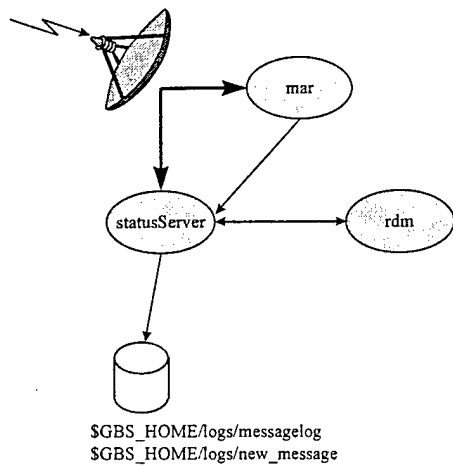 mar
statusServer
rdm
$GBS_HOME/logs/messagelog
$GBS_HOME/logs/new_message